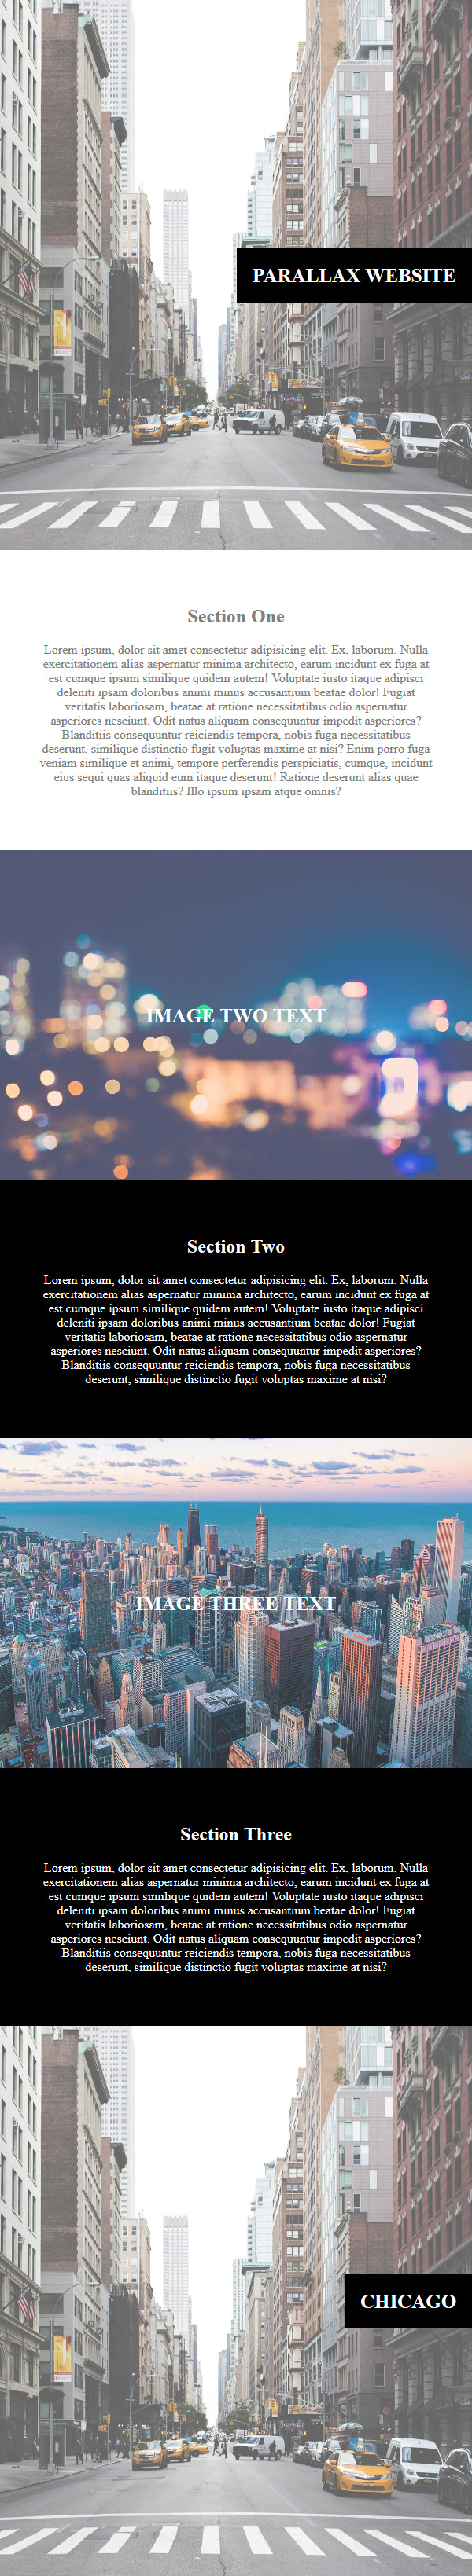 PARALLAX WEBSITE
Section One
Lorem ipsum, dolor sit amet consectetur adipisicing elit. Ex, laborum. Nulla
exercitationem alias aspernatur minima architecto, earum incidunt ex fuga at
est cumque ipsum similique quidem autem! Voluptate iusto itaque adipisci
deleniti ipsam doloribus animi minus accusantium beatae dolor! Fugiat
veritatis laboriosam, beatae at ratione necessitatibus odio aspernatur
asperiores nesciunt. Odit natus aliquam consequuntur impedit asperiores?
Blanditiis consequuntur reiciendis tempora, nobis fuga necessitatibus
deserunt, similique distinctio fugit voluptas maxime at nisi? Enim porro fuga
veniam similique et animi, tempore perferendis perspiciatis, cumque, incidunt
eius sequi quas aliquid eum itaque deserunt! Ratione deserunt alias quae
blanditiis? Illo ipsum ipsam atque omnis?
IMAGE TWO TEXT
Section Two
Lorem ipsum, dolor sit amet consectetur adipisicing elit. Ex, laborum. Nulla
exercitationem alias aspernatur minima architecto, earum incidunt ex fuga at
est cumque ipsum similique quidem autem! Voluptate iusto itaque adipisci
deleniti ipsam doloribus animi minus accusantium beatae dolor! Fugiat
veritatis laboriosam, beatae at ratione necessitatibus odio aspernatur
asperiores nesciunt. Odit natus aliquam consequuntur impedit asperiores?
Blanditiis consequuntur reiciendis tempora, nobis fuga necessitatibus
deserunt, similique distinctio fugit voluptas maxime at nisi?
IMAGE THREE TEXT
Section Three
Lorem ipsum, dolor sit amet consectetur adipisicing elit. Ex, laborum. Nulla
exercitationem alias aspernatur minima architecto, earum incidunt ex fuga at
est cumque ipsum similique quidem autem! Voluptate iusto itaque adipisci
deleniti ipsam doloribus animi minus accusantium beatae dolor! Fugiat
veritatis laboriosam, beatae at ratione necessitatibus odio aspernatur
asperiores nesciunt. Odit natus aliquam consequuntur impedit asperiores?
Blanditiis consequuntur reiciendis tempora, nobis fuga necessitatibus
deserunt, similique distinctio fugit voluptas maxime at nisi?
CHICAGO